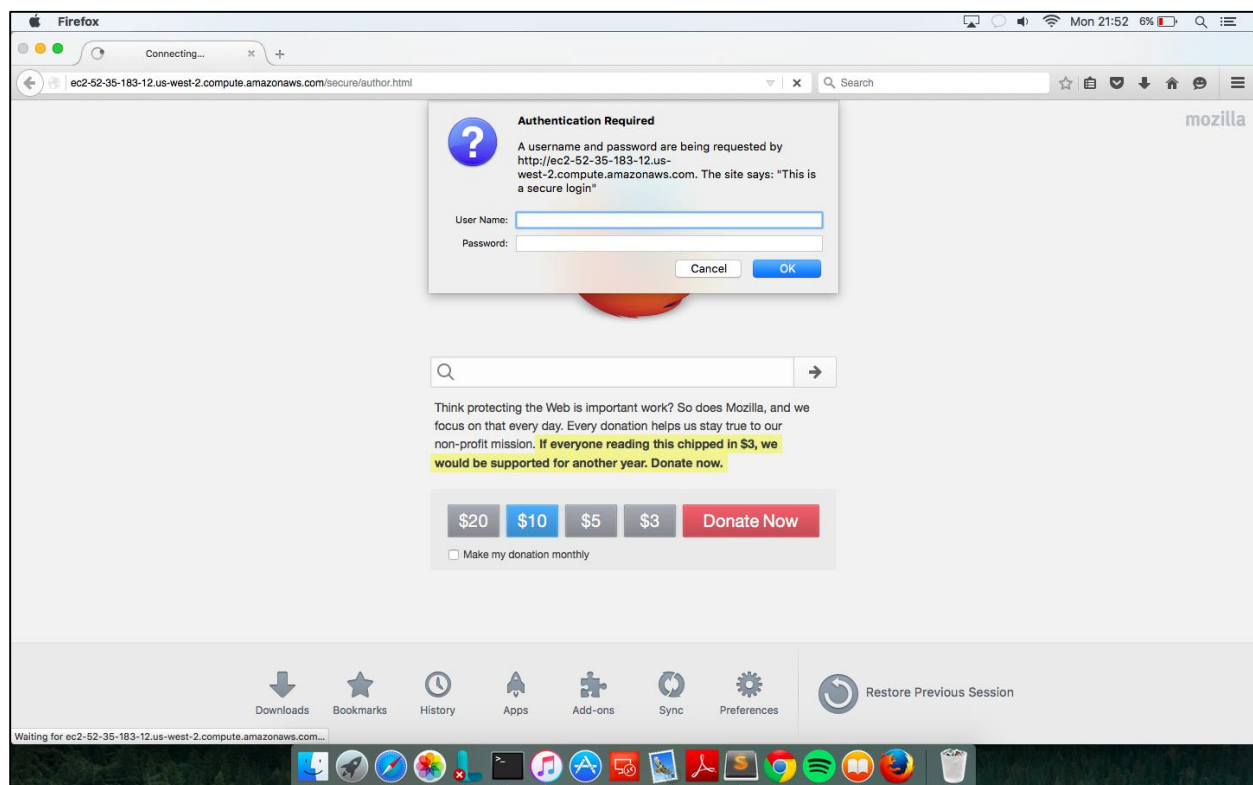 Firefox
Mon 21:52 6%
Connecting...
ec2-52-35-183-12.us-west-2.compute.amazonaws.com/secure/author.html
Search
mozilla
Authentication Required
A username and password are being requested by
http://ec2-52-35-183-12.us-
west-2.compute.amazonaws.com. The site says: "This is
a secure login"
User Name:
Password:
Cancel OK
Think protecting the Web is important work? So does Mozilla, and we
focus on that every day. Every donation helps us stay true to our
non-profit mission. If everyone reading this chipped in $3, we
would be supported for another year. Donate now.
$20 $10 $5 $3 Donate Now
Make my donation monthly
Downloads Bookmarks History Apps Add-ons Sync Preferences Restore Previous Session
Waiting for ec2-52-35-183-12.us-west-2.compute.amazonaws.com...